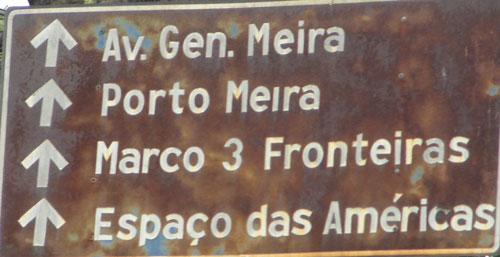 Av. Gen. Meira
Porto Meira
Marco 3 Fronteiras
Espaço das Américas